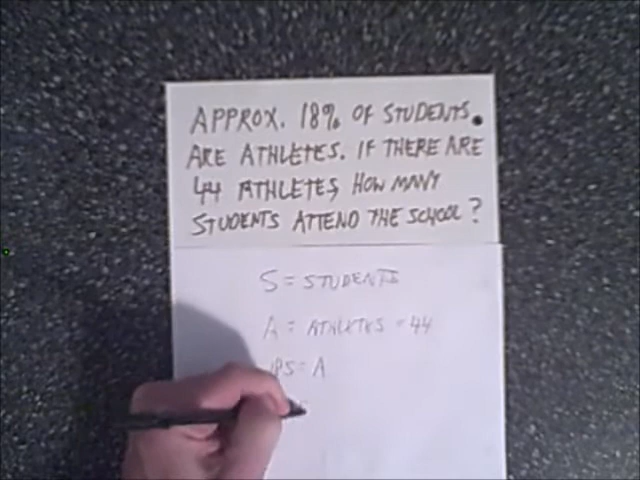 APPROX. 18% OF STUDENTS.
ARE ATHLETES. IF THERE ARE
44 ATHLETES, HOW MANY
STUDENTS ATTEND THE SCHOOL?
S = STUDENTS
A = ATHLETES = 44
= A